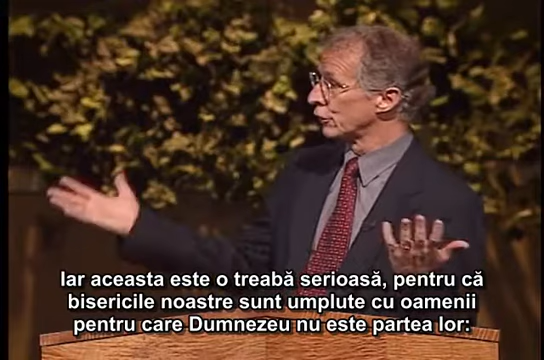 Iar aceasta este o treabă serioasă, pentru că
bisericile noastre sunt umplute cu oamenii
pentru care Dumnezeu nu este partea lor: